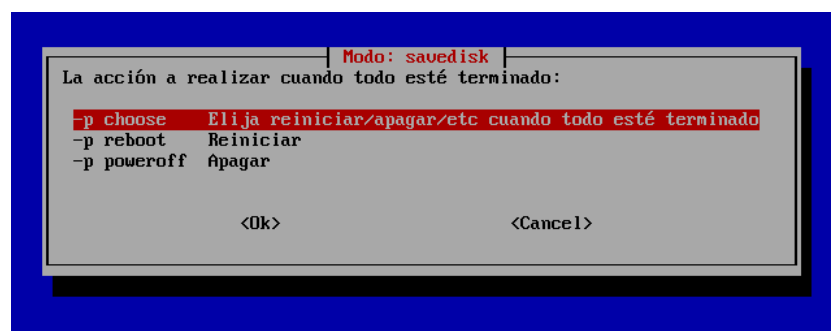 Modo: savedisk
La acción a realizar cuando todo esté terminado:
-p choose Elija reiniciar/apagar/etc cuando todo esté terminado
-p reboot Reiniciar
-p poweroff Apagar
<Ok> <Cancel>